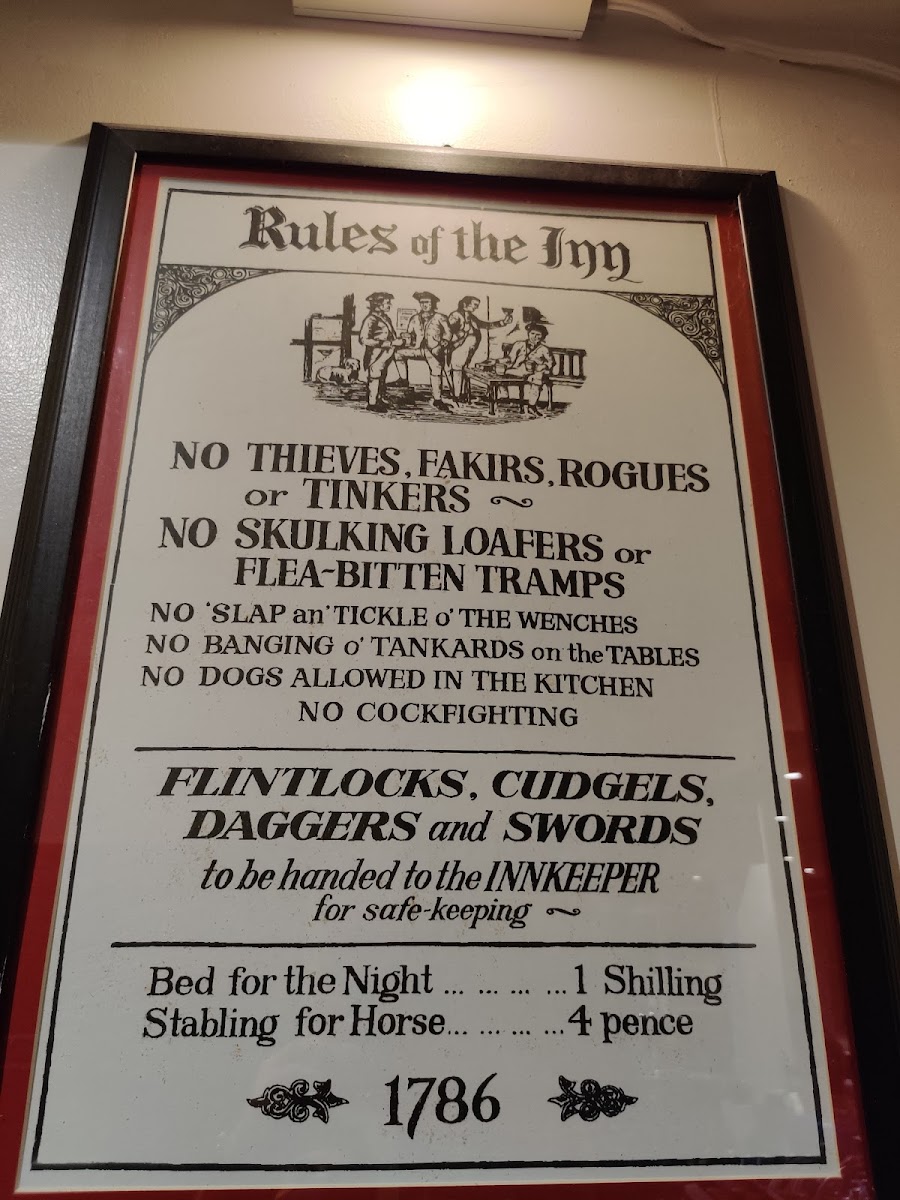 Rules of the Inn
NO THIEVES, FAKIRS, ROGUES
or TINKERS ~
NO SKULKING LOAFERS or
FLEA-BITTEN TRAMPS
NO 'SLAP an' TICKLE o' THE WENCHES
NO BANGING o' TANKARDS on the TABLES
NO DOGS ALLOWED IN THE KITCHEN
NO COCKFIGHTING
FLINTLOCKS, CUDGELS,
DAGGERS and SWORDS
to be handed to the INNKEEPER
for safe-keeping ~
Bed for the Night ... ... ... ... 1 Shilling
Stabling for Horse... ... ... ... 4 pence
1786